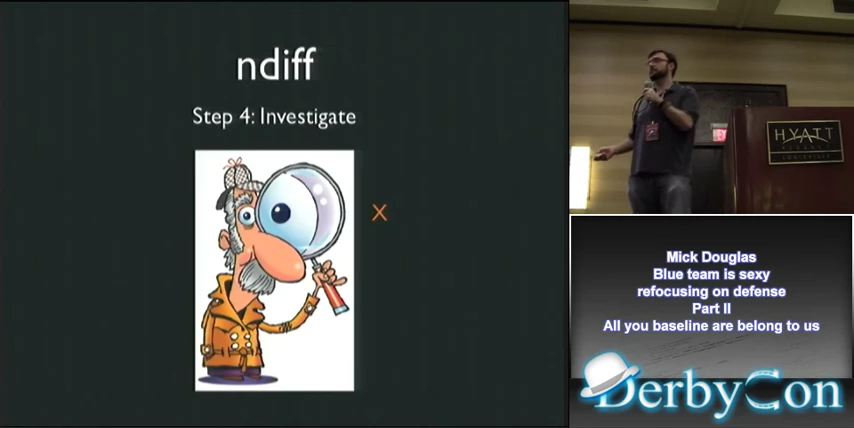 ndiff
Step 4: Investigate
X
HYATT
EXIT
Mick Douglas
Blue team is sexy
refocusing on defense
Part II
All you baseline are belong to us
DerbyCon